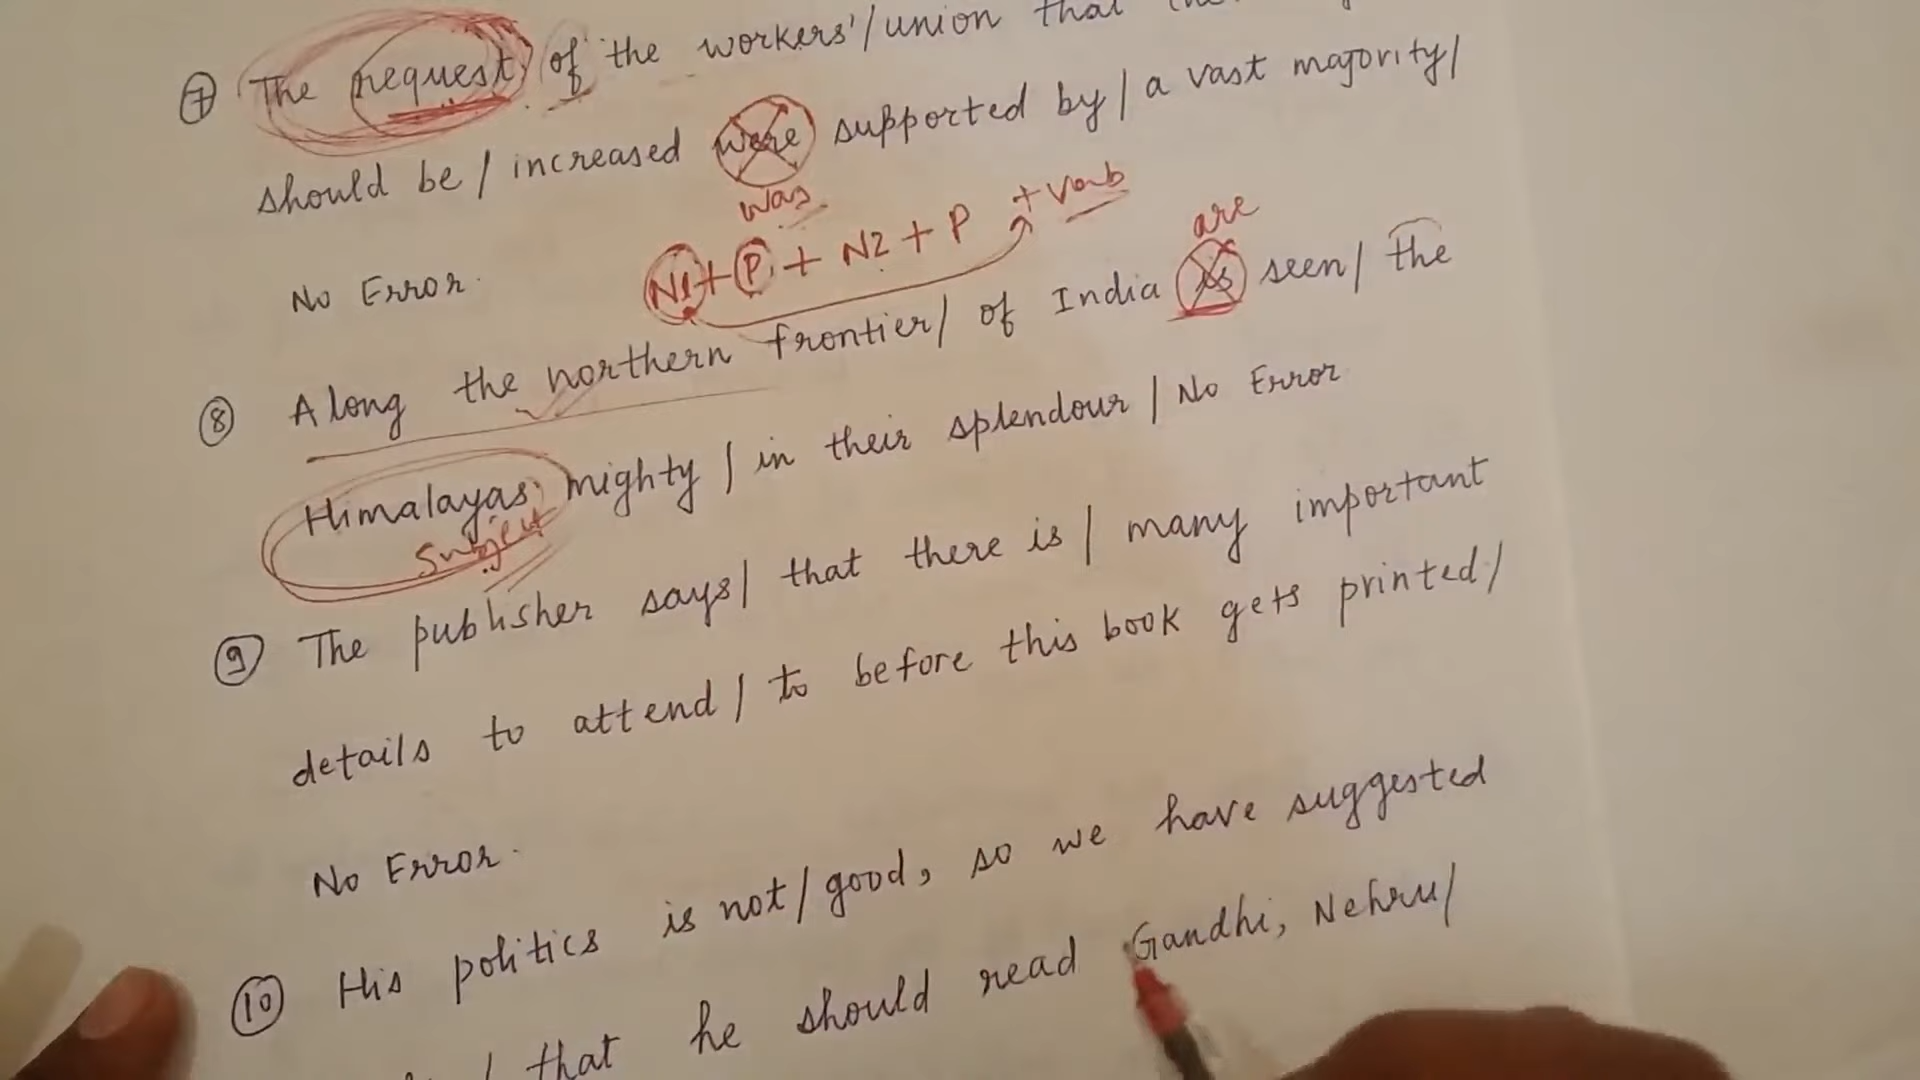 ⑦ The request of the workers'/union that
should be/ increased were supported by/ a vast majority/
was
No Error.
N1 + P + N2 + P + Verb
are
⑧ Along the northern frontier/ of India is seen/ the
Himalayas mighty/ in their splendour/ No Error
Subject
⑨ The publisher says/ that there is/ many important
details to attend/ to before this book gets printed/
No Error.
⑩ His politics is not/ good, so we have suggested
/ that he should read Gandhi, Nehru/